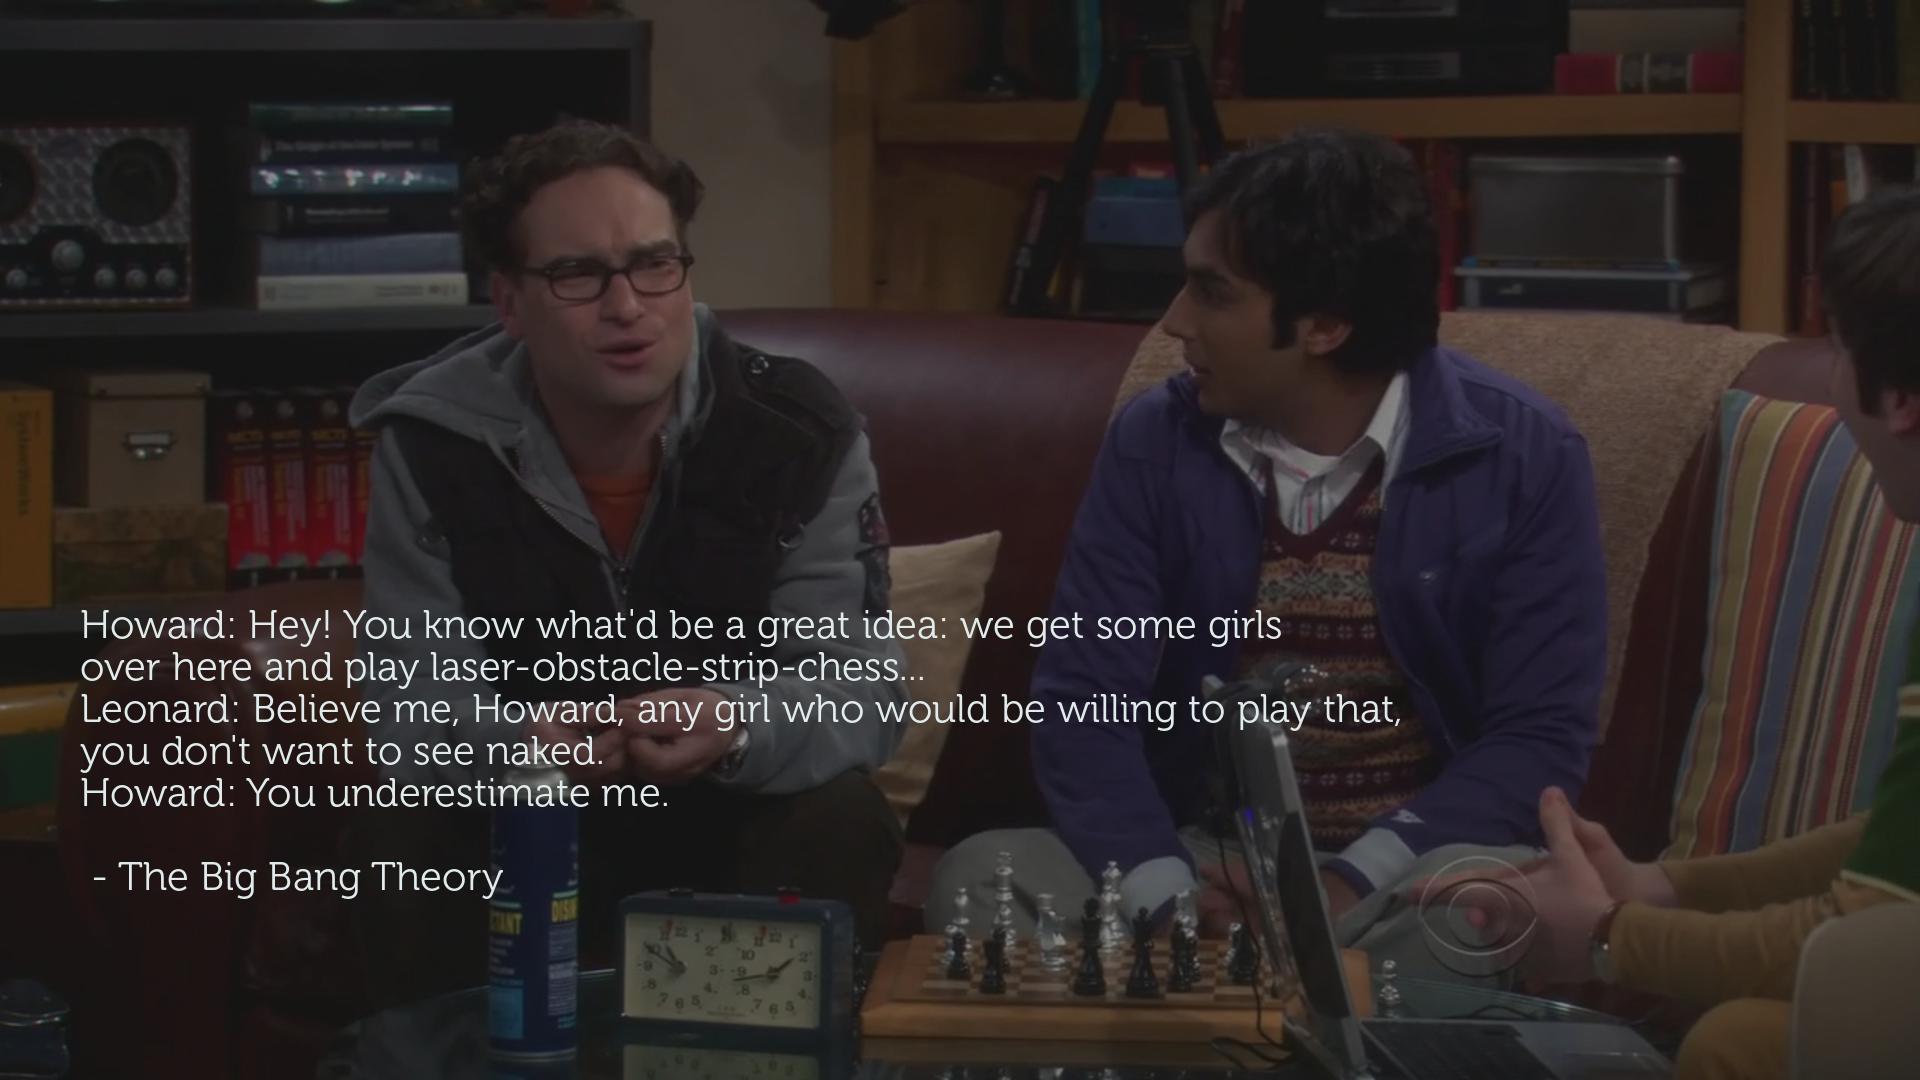 Howard: Hey! You know what'd be a great idea: we get some girls
over here and play laser-obstacle-strip-chess...
Leonard: Believe me, Howard, any girl who would be willing to play that,
you don't want to see naked.
Howard: You underestimate me.
- The Big Bang Theory